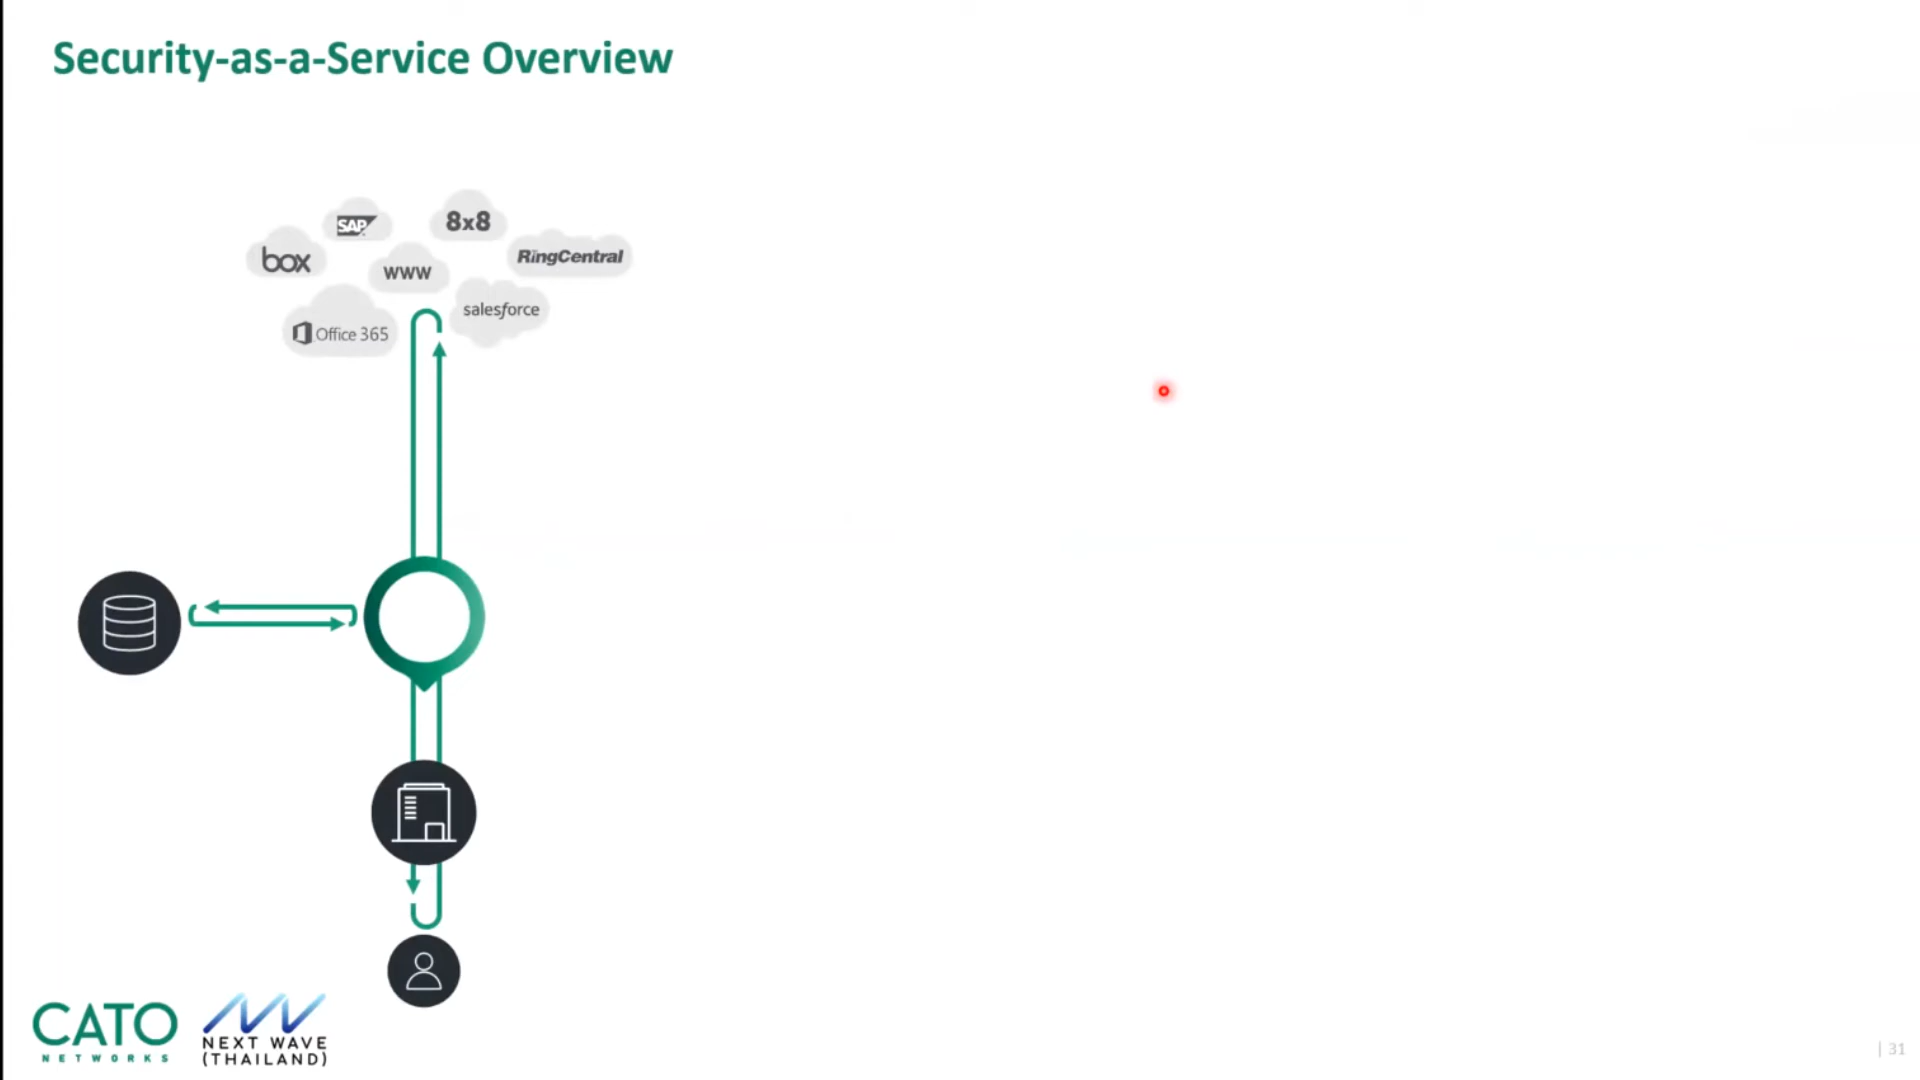 Security-as-a-Service Overview
SAP
8x8
box
www
RingCentral
salesforce
Office 365
CATO
NETWORKS
NEXT WAVE
(THAILAND)
| 31